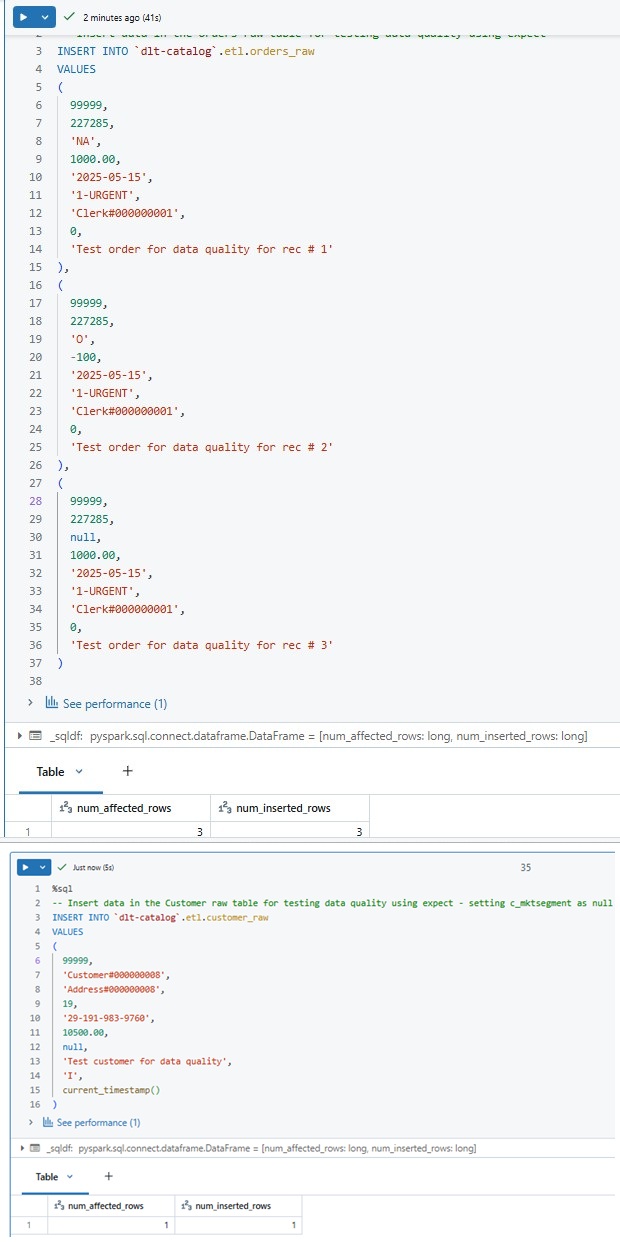 2 minutes ago (41s)
2 -- Insert data in the Orders raw table for testing data quality using expect
3 INSERT INTO `dlt-catalog`.etl.orders_raw
4 VALUES
5 (
6 99999,
7 227285,
8 'NA',
9 1000.00,
10 '2025-05-15',
11 '1-URGENT',
12 'Clerk#000000001',
13 0,
14 'Test order for data quality for rec # 1'
15 ),
16 (
17 99999,
18 227285,
19 'O',
20 -100,
21 '2025-05-15',
22 '1-URGENT',
23 'Clerk#000000001',
24 0,
25 'Test order for data quality for rec # 2'
26 ),
27 (
28 99999,
29 227285,
30 null,
31 1000.00,
32 '2025-05-15',
33 '1-URGENT',
34 'Clerk#000000001',
35 0,
36 'Test order for data quality for rec # 3'
37 )
38
See performance (1)
_sqldf: pyspark.sql.connect.dataframe.DataFrame = [num_affected_rows: long, num_inserted_rows: long]
Table +
123 num_affected_rows 123 num_inserted_rows
1 3 3
Just now (5s) 35
1 %sql
2 -- Insert data in the Customer raw table for testing data quality using expect - setting c_mktsegment as null
3 INSERT INTO `dlt-catalog`.etl.customer_raw
4 VALUES
5 (
6 99999,
7 'Customer#000000008',
8 'Address#000000008',
9 19,
10 '29-191-983-9760',
11 10500.00,
12 null,
13 'Test customer for data quality',
14 'I',
15 current_timestamp()
16 )
See performance (1)
_sqldf: pyspark.sql.connect.dataframe.DataFrame = [num_affected_rows: long, num_inserted_rows: long]
Table +
123 num_affected_rows 123 num_inserted_rows
1 1 1